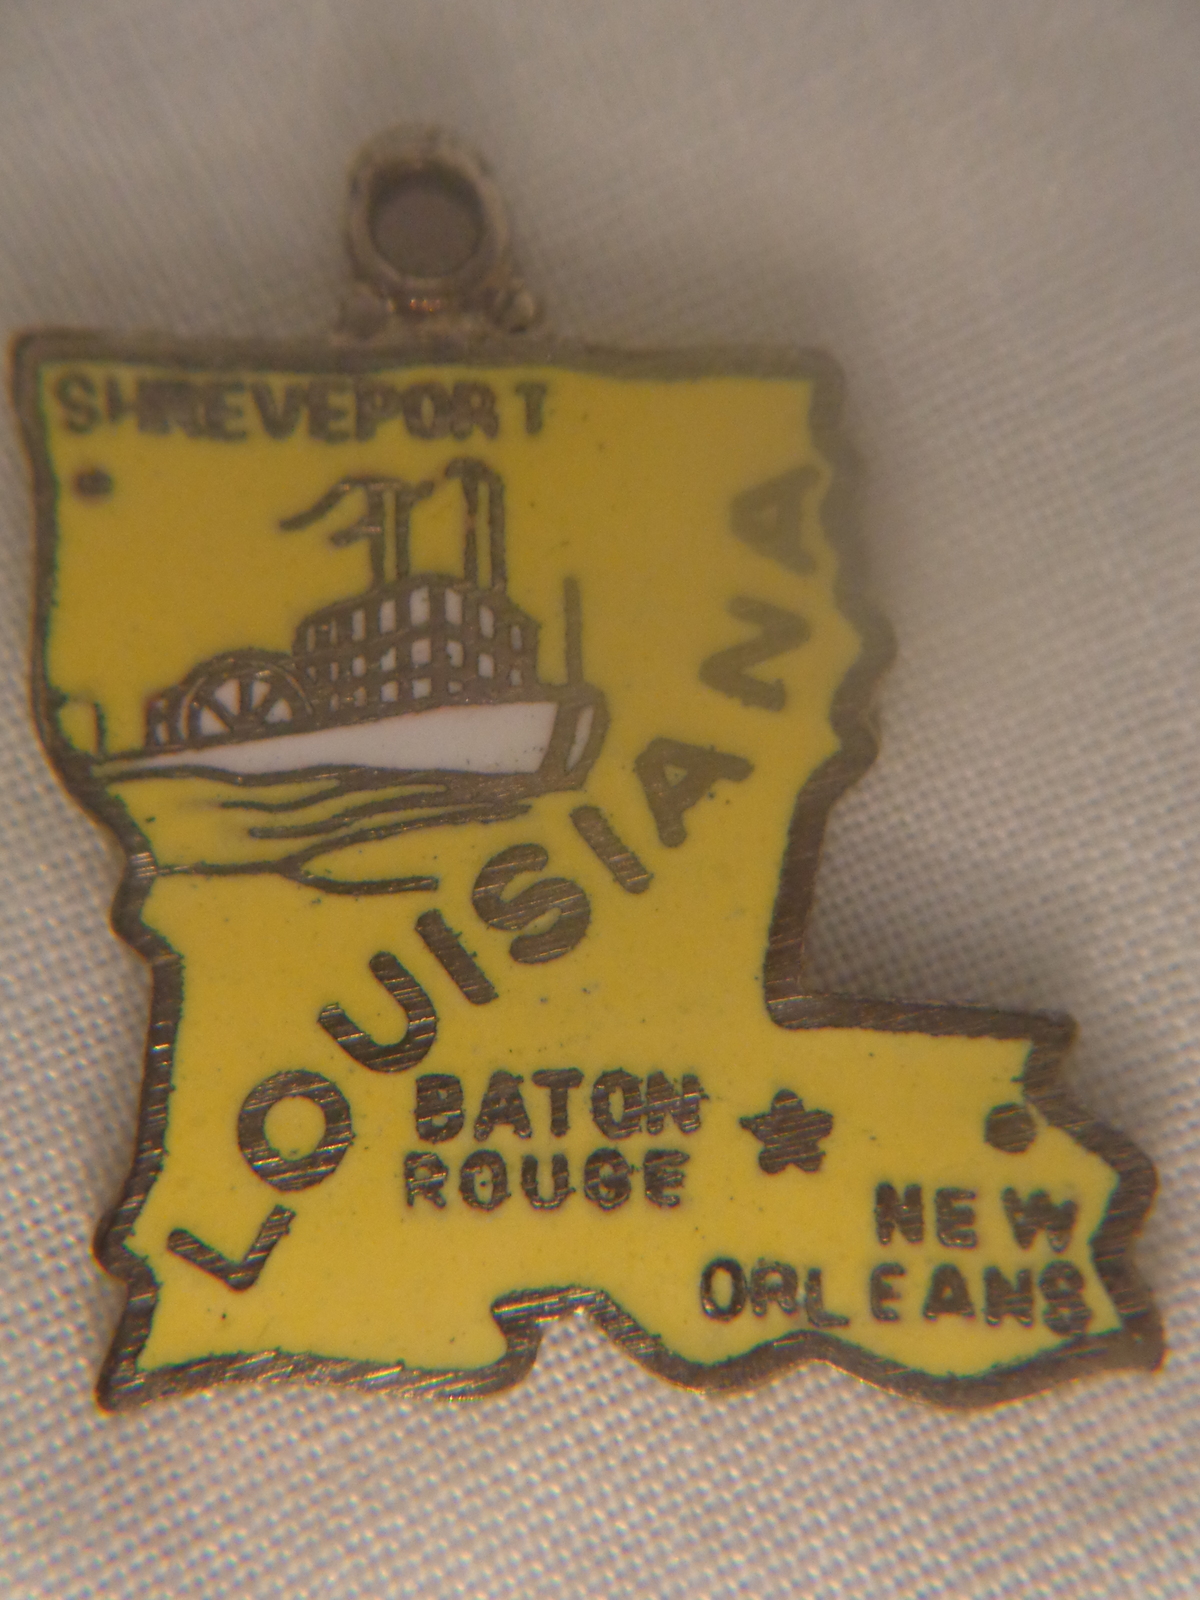 SHREVEPORT
LOUISIANA
BATON
ROUGE
NEW
ORLEANS